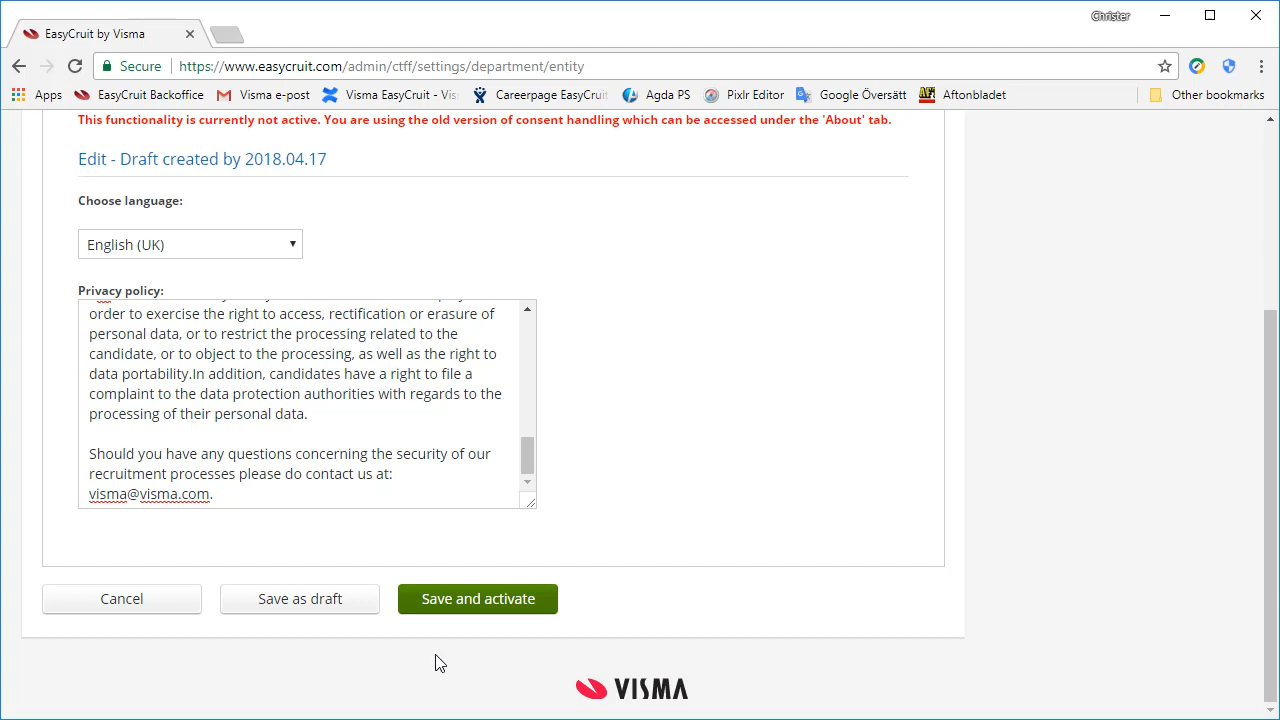 Christer
EasyCruit by Visma
Secure
https://www.easycruit.com/admin/ctff/settings/department/entity
Apps
EasyCruit Backoffice
Visma e-post
Visma EasyCruit - Vis
Careerpage EasyCruit
Agda PS
Pixlr Editor
Google Översätt
Aftonbladet
Other bookmarks
This functionality is currently not active. You are using the old version of consent handling which can be accessed under the 'About' tab.
Edit - Draft created by 2018.04.17
Choose language:
English (UK)
Privacy policy:
order to exercise the right to access, rectification or erasure of
personal data, or to restrict the processing related to the
candidate, or to object to the processing, as well as the right to
data portability.In addition, candidates have a right to file a
complaint to the data protection authorities with regards to the
processing of their personal data.
Should you have any questions concerning the security of our
recruitment processes please do contact us at:
visma@visma.com.
Cancel
Save as draft
Save and activate
VISMA